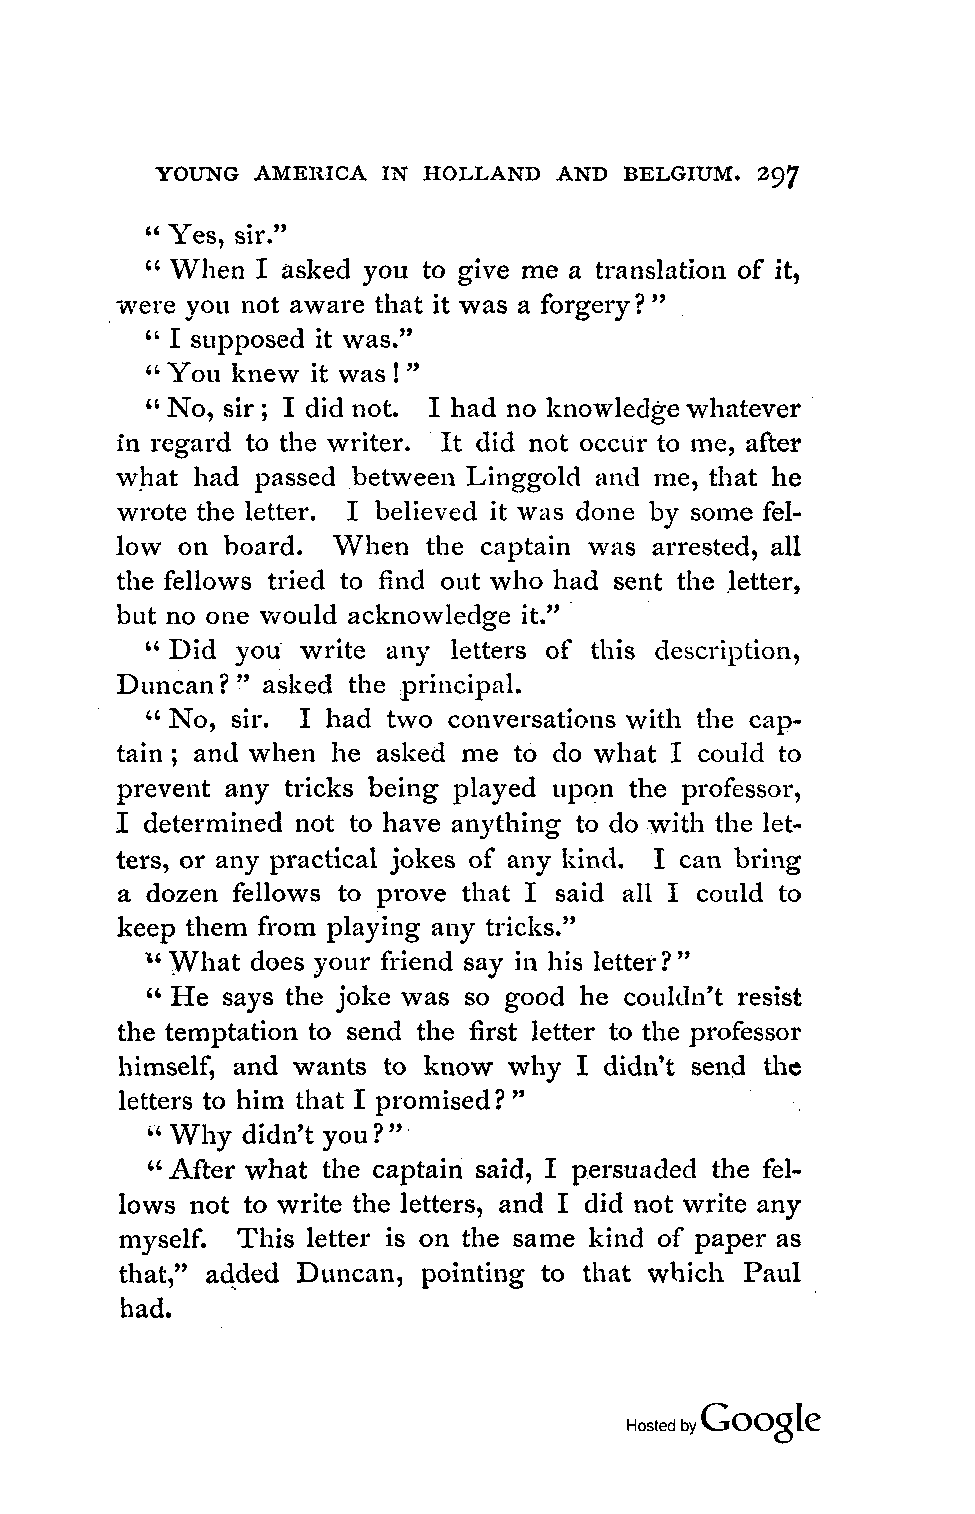 YOUNG AMERICA IN HOLLAND AND BELGIUM. 297
“ Yes, sir.”
“ When I asked you to give me a translation of it,
were you not aware that it was a forgery? ”
“ I supposed it was.”
“ You knew it was ! ”
“ No, sir ; I did not. I had no knowledge whatever
in regard to the writer. It did not occur to me, after
what had passed between Linggold and me, that he
wrote the letter. I believed it was done by some fel-
low on board. When the captain was arrested, all
the fellows tried to find out who had sent the letter,
but no one would acknowledge it.”
“ Did you write any letters of this description,
Duncan? ” asked the principal.
“ No, sir. I had two conversations with the cap-
tain ; and when he asked me to do what I could to
prevent any tricks being played upon the professor,
I determined not to have anything to do with the let-
ters, or any practical jokes of any kind. I can bring
a dozen fellows to prove that I said all I could to
keep them from playing any tricks.”
“ What does your friend say in his letter? ”
“ He says the joke was so good he couldn’t resist
the temptation to send the first letter to the professor
himself, and wants to know why I didn’t send the
letters to him that I promised? ”
“ Why didn’t you? ”
“ After what the captain said, I persuaded the fel-
lows not to write the letters, and I did not write any
myself. This letter is on the same kind of paper as
that,” added Duncan, pointing to that which Paul
had.
Hosted by Google